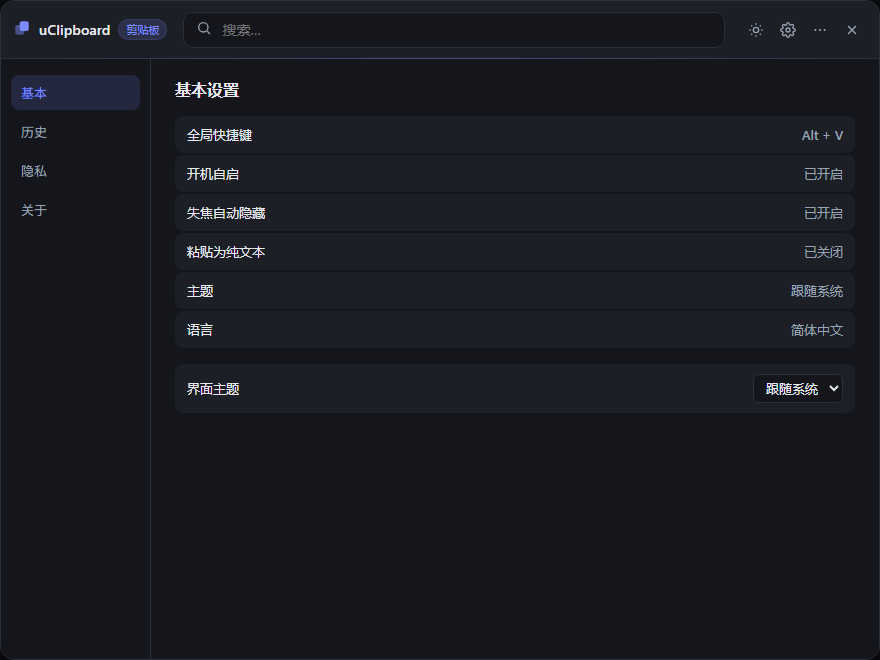 uClipboard 剪贴板 搜索...
基本
历史
隐私
关于
基本设置
全局快捷键 Alt + V
开机自启 已开启
失焦自动隐藏 已开启
粘贴为纯文本 已关闭
主题 跟随系统
语言 简体中文
界面主题 跟随系统